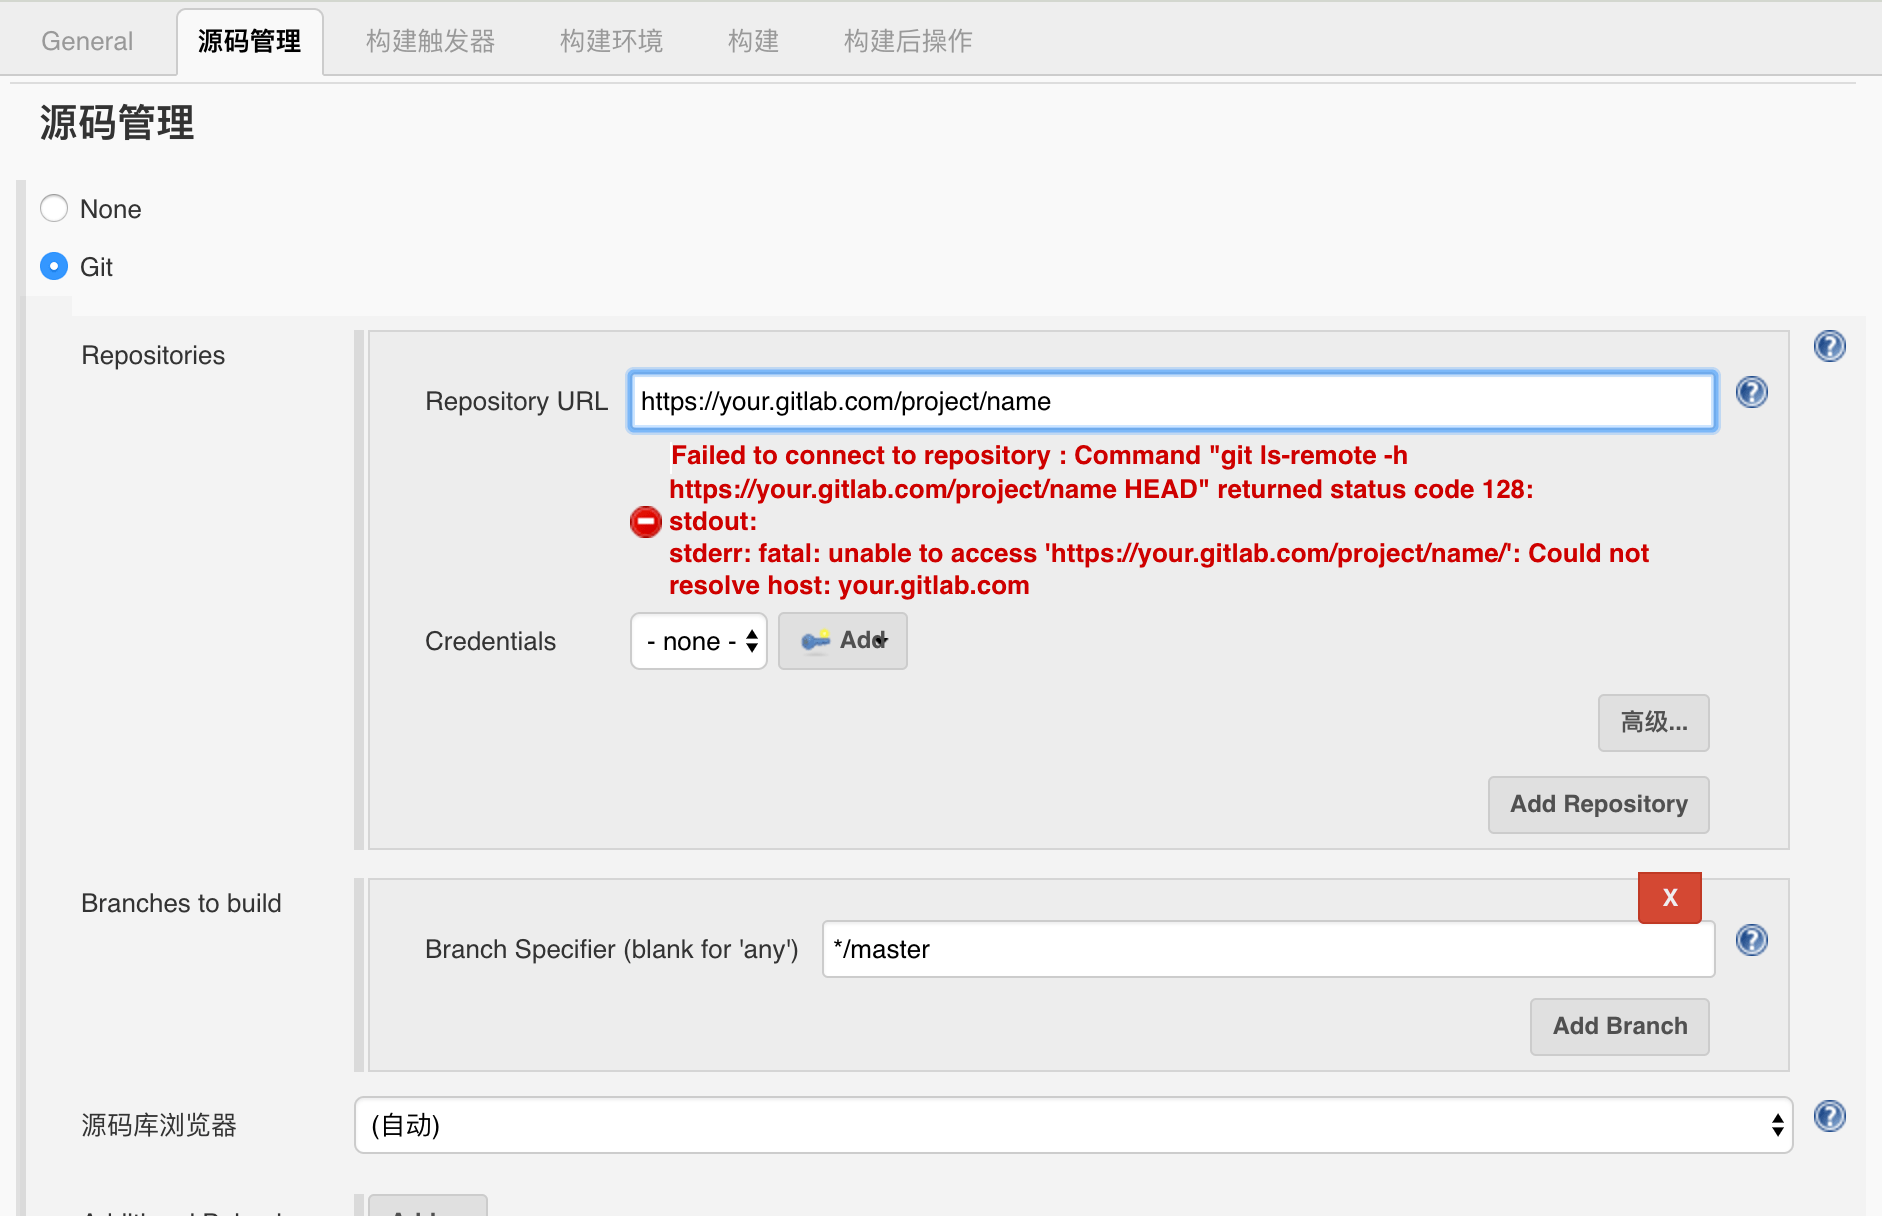 General 源码管理 构建触发器 构建环境 构建 构建后操作
源码管理
None
Git
Repositories
Repository URL https://your.gitlab.com/project/name
Failed to connect to repository : Command "git ls-remote -h
https://your.gitlab.com/project/name HEAD" returned status code 128:
stdout:
stderr: fatal: unable to access 'https://your.gitlab.com/project/name/': Could not
resolve host: your.gitlab.com
Credentials - none - Add
高级...
Add Repository
Branches to build
X
Branch Specifier (blank for 'any') */master
Add Branch
源码库浏览器 (自动)